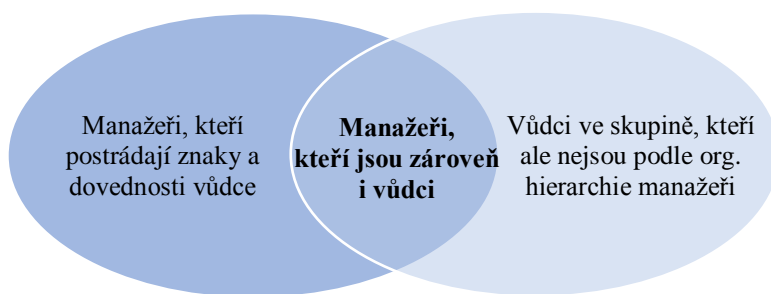 Manažeři, kteří
postrádají znaky a
dovednosti vůdce
Manažeři,
kteří jsou zároveň
i vůdci
Vůdci ve skupině, kteří
ale nejsou podle org.
hierarchie manažeři